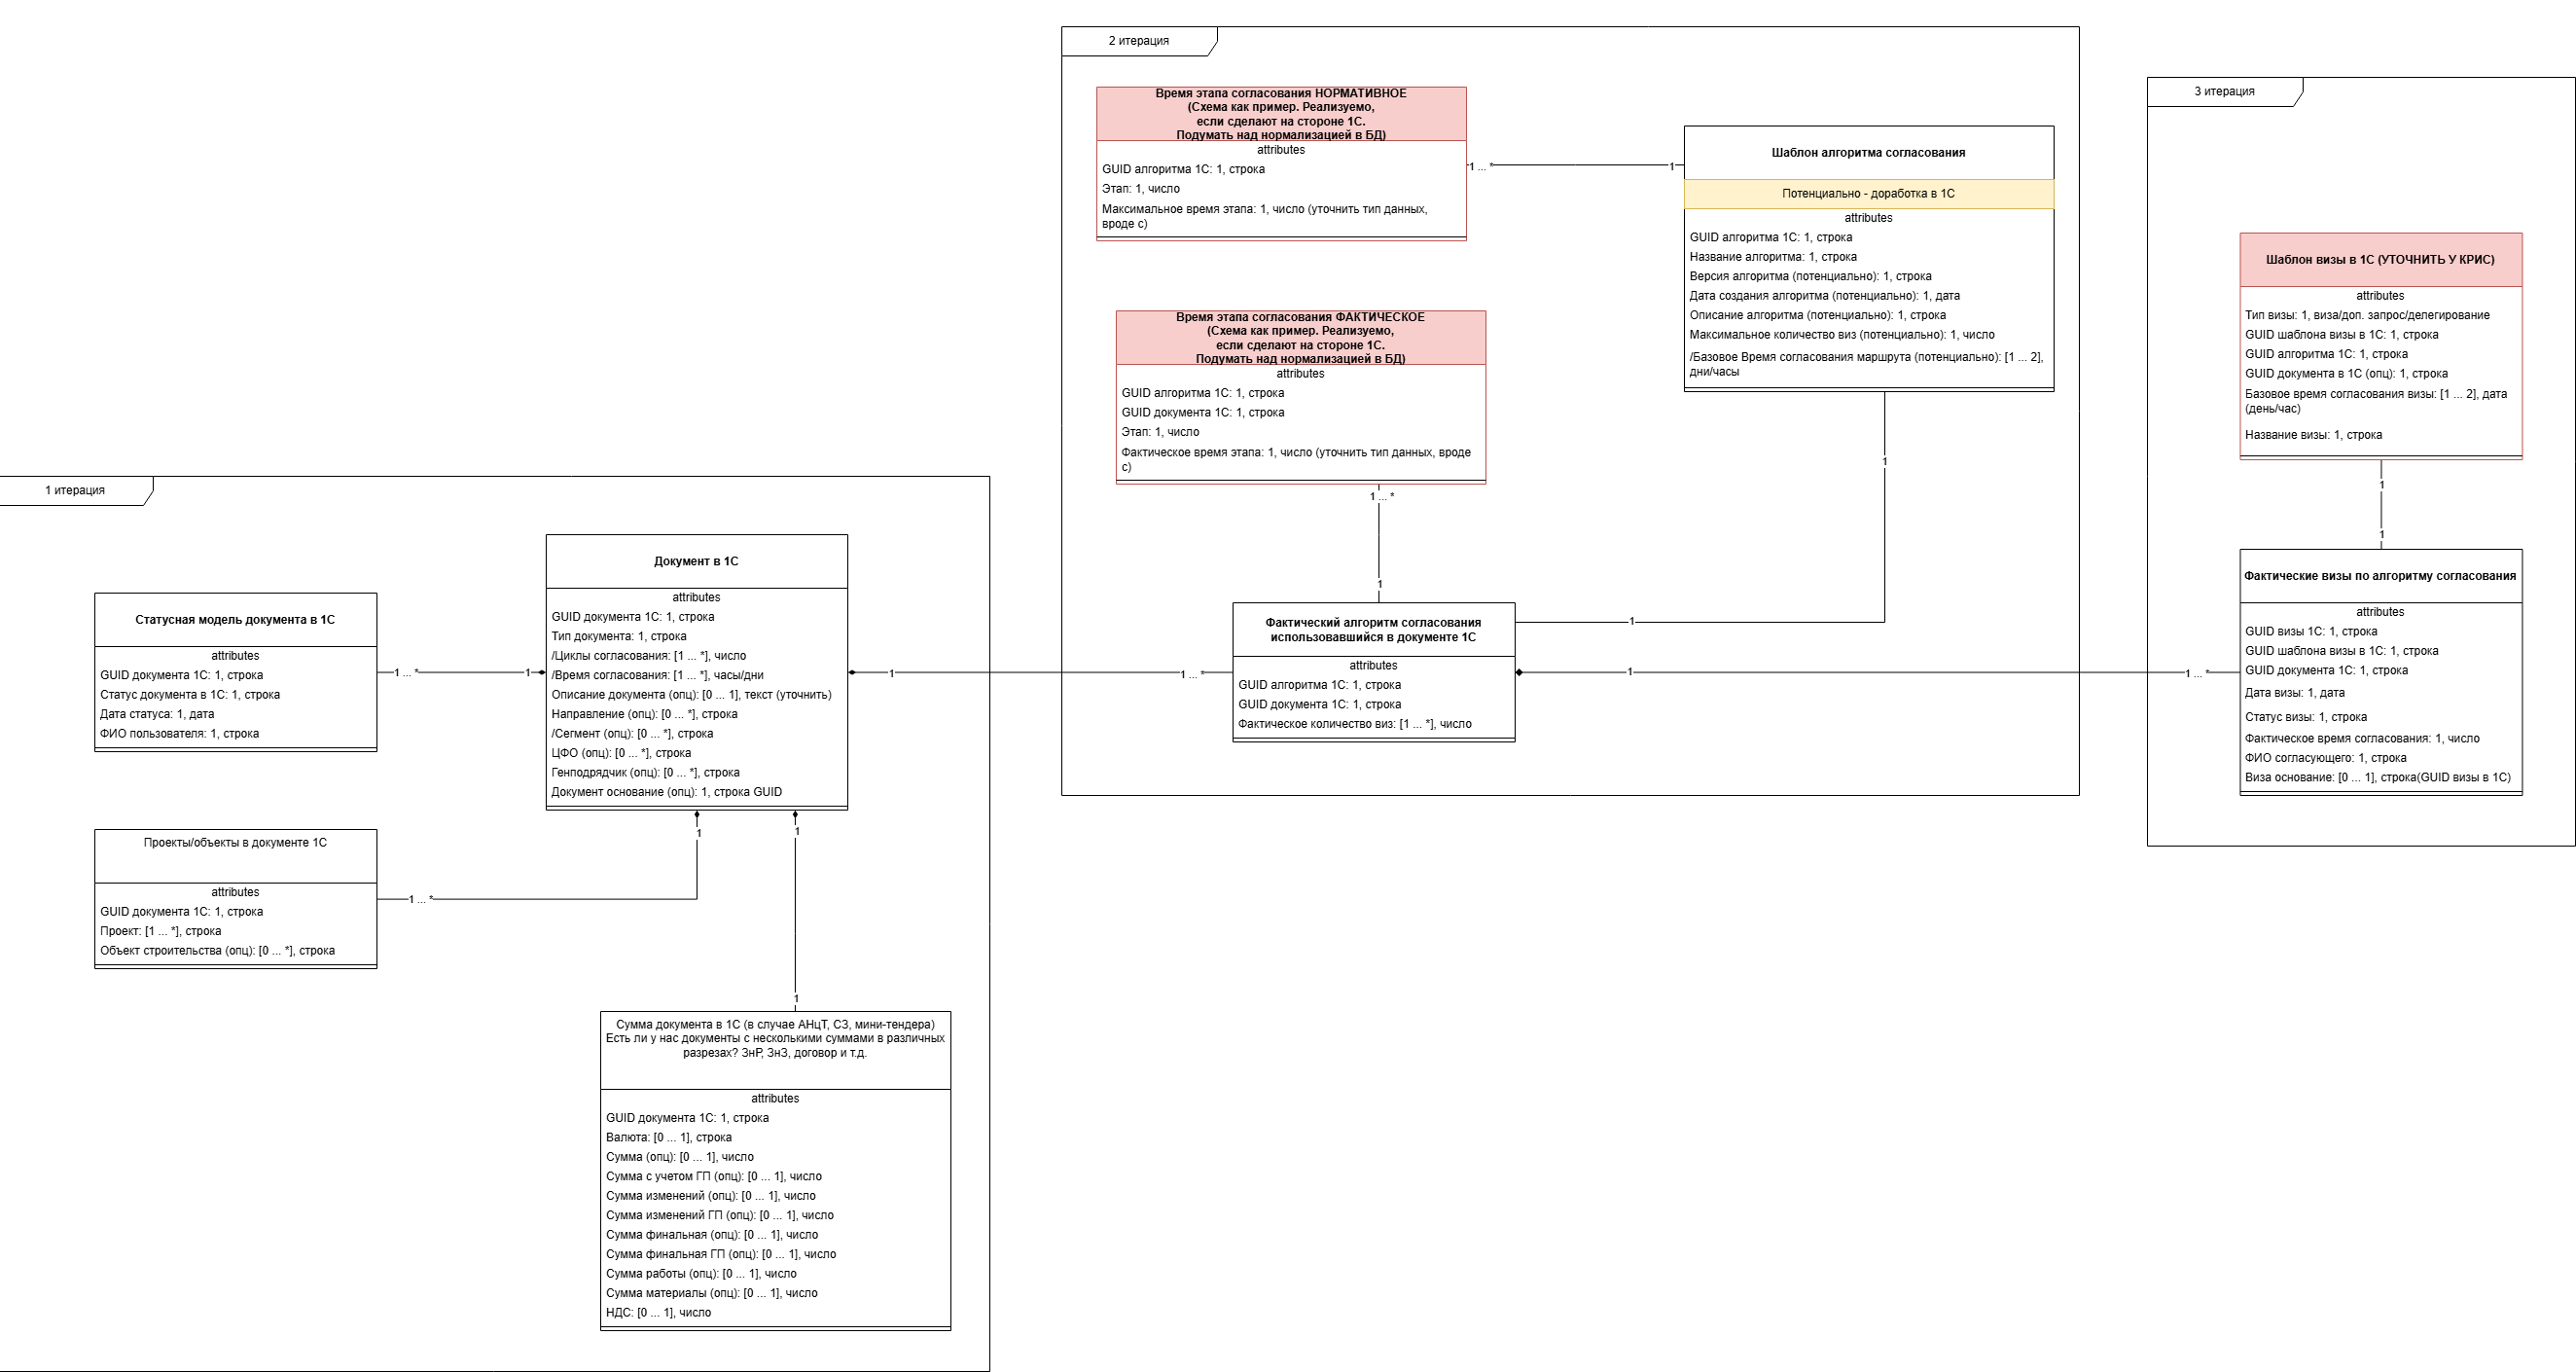 2 итерация
Время этапа согласования НОРМАТИВНОЕ
(Схема как пример. Реализуемо,
если сделают на стороне 1С.
Подумать над нормализацией в БД)
attributes
GUID алгоритма 1С: 1, строка
Этап: 1, число
Максимальное время этапа: 1, число (уточнить тип данных,
вроде с)
1 ... *
1
Шаблон алгоритма согласования
Потенциально - доработка в 1С
attributes
GUID алгоритма 1С: 1, строка
Название алгоритма: 1, строка
Версия алгоритма (потенциально): 1, строка
Дата создания алгоритма (потенциально): 1, дата
Описание алгоритма (потенциально): 1, строка
Максимальное количество виз (потенциально): 1, число
/Базовое Время согласования маршрута (потенциально): [1 ... 2],
дни/часы
1
1
Время этапа согласования ФАКТИЧЕСКОЕ
(Схема как пример. Реализуемо,
если сделают на стороне 1С.
Подумать над нормализацией в БД)
attributes
GUID алгоритма 1С: 1, строка
GUID документа 1С: 1, строка
Этап: 1, число
Фактическое время этапа: 1, число (уточнить тип данных, вроде
с)
1 ... *
1
Фактический алгоритм согласования
использовавшийся в документе 1С
attributes
GUID алгоритма 1С: 1, строка
GUID документа 1С: 1, строка
Фактическое количество виз: [1 ... *], число
1
1 ... *
3 итерация
Шаблон визы в 1С (УТОЧНИТЬ У КРИС)
attributes
Тип визы: 1, виза/доп. запрос/делегирование
GUID шаблона визы в 1С: 1, строка
GUID алгоритма 1С: 1, строка
GUID документа в 1С (опц): 1, строка
Базовое время согласования визы: [1 ... 2], дата
(день/час)
Название визы: 1, строка
1
1
Фактические визы по алгоритму согласования
attributes
GUID визы 1С: 1, строка
GUID шаблона визы в 1С: 1, строка
GUID документа 1С: 1, строка
Дата визы: 1, дата
Статус визы: 1, строка
Фактическое время согласования: 1, число
ФИО согласующего: 1, строка
Виза основание: [0 ... 1], строка(GUID визы в 1С)
1 итерация
Статусная модель документа в 1С
attributes
GUID документа 1С: 1, строка
Статус документа в 1С: 1, строка
Дата статуса: 1, дата
ФИО пользователя: 1, строка
1 ... *
1
Документ в 1С
attributes
GUID документа 1С: 1, строка
Тип документа: 1, строка
/Циклы согласования: [1 ... *], число
/Время согласования: [1 ... *], часы/дни
Описание документа (опц): [0 ... 1], текст (уточнить)
Направление (опц): [0 ... *], строка
/Сегмент (опц): [0 ... *], строка
ЦФО (опц): [0 ... *], строка
Генподрядчик (опц): [0 ... *], строка
Документ основание (опц): 1, строка GUID
1
1 ... *
1
1
Проекты/объекты в документе 1С
attributes
GUID документа 1С: 1, строка
Проект: [1 ... *], строка
Объект строительства (опц): [0 ... *], строка
1 ... *
1
Сумма документа в 1С (в случае АНцТ, СЗ, мини-тендера)
Есть ли у нас документы с несколькими суммами в различных
разрезах? ЗнР, ЗнЗ, договор и т.д.
attributes
GUID документа 1С: 1, строка
Валюта: [0 ... 1], строка
Сумма (опц): [0 ... 1], число
Сумма с учетом ГП (опц): [0 ... 1], число
Сумма изменений (опц): [0 ... 1], число
Сумма изменений ГП (опц): [0 ... 1], число
Сумма финальная (опц): [0 ... 1], число
Сумма финальная ГП (опц): [0 ... 1], число
Сумма работы (опц): [0 ... 1], число
Сумма материалы (опц): [0 ... 1], число
НДС: [0 ... 1], число